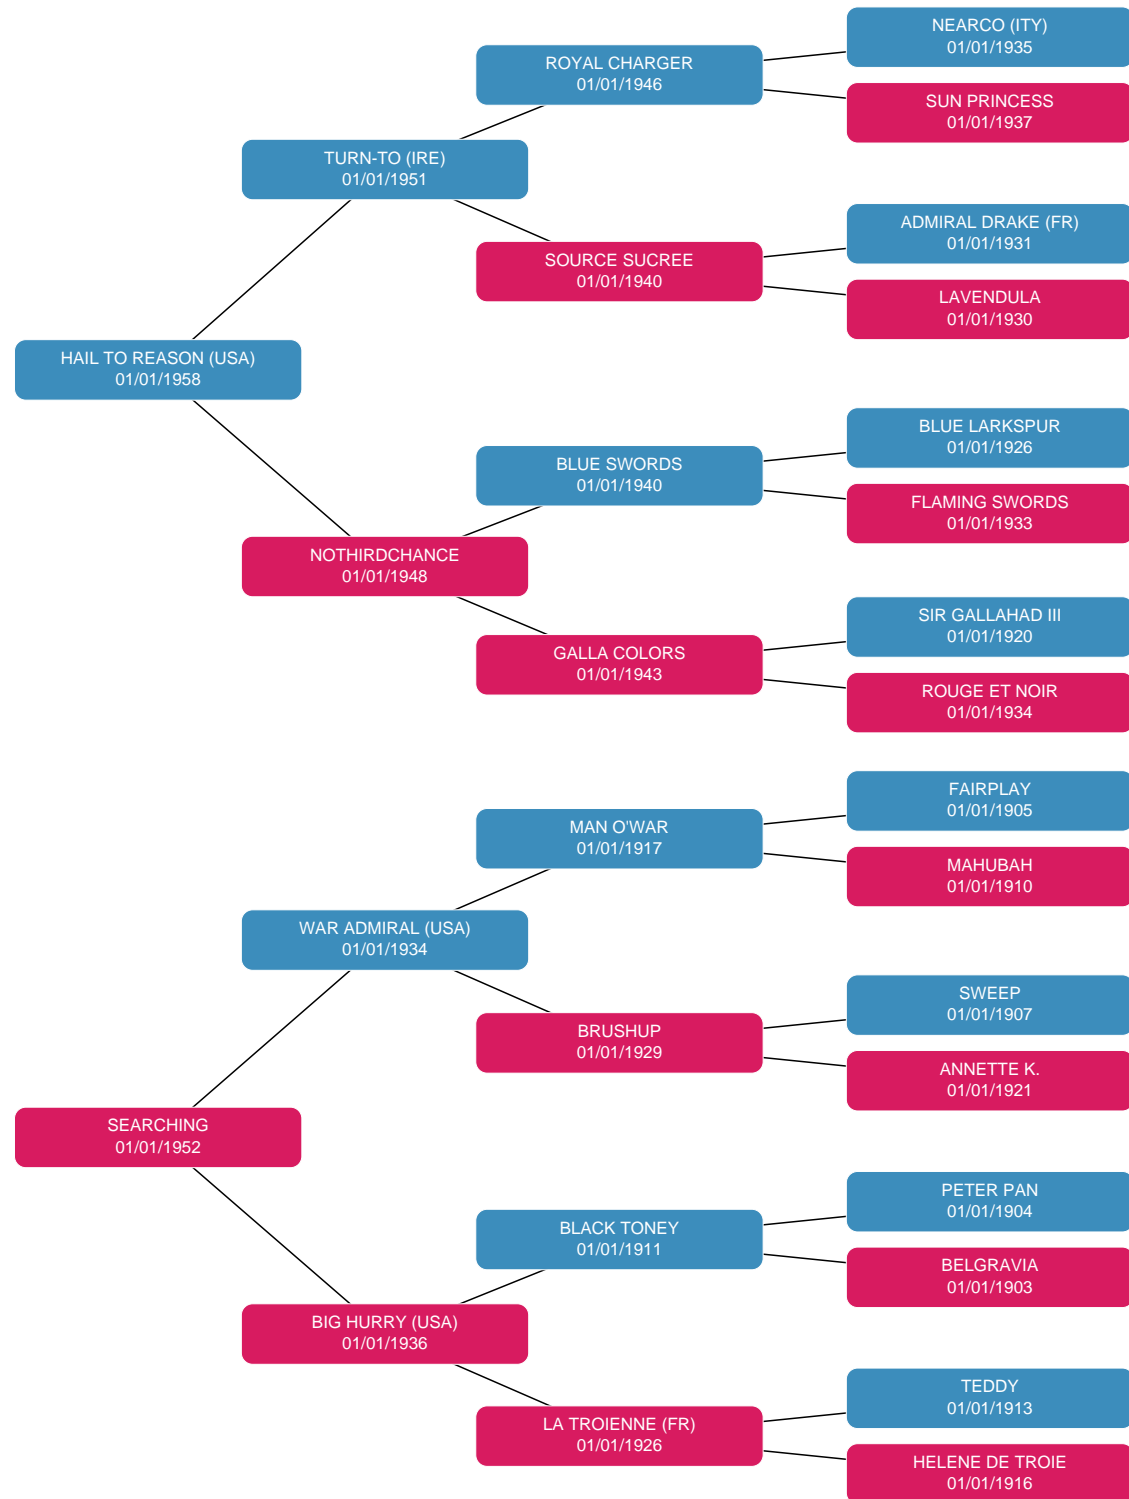 NEARCO (ITY)
01/01/1935
ROYAL CHARGER
01/01/1946
SUN PRINCESS
01/01/1937
TURN-TO (IRE)
01/01/1951
ADMIRAL DRAKE (FR)
01/01/1931
SOURCE SUCREE
01/01/1940
LAVENDULA
01/01/1930
HAIL TO REASON (USA)
01/01/1958
BLUE LARKSPUR
01/01/1926
BLUE SWORDS
01/01/1940
FLAMING SWORDS
01/01/1933
NOTHIRDCHANCE
01/01/1948
SIR GALLAHAD III
01/01/1920
GALLA COLORS
01/01/1943
ROUGE ET NOIR
01/01/1934
FAIRPLAY
01/01/1905
MAN O'WAR
01/01/1917
MAHUBAH
01/01/1910
WAR ADMIRAL (USA)
01/01/1934
SWEEP
01/01/1907
BRUSHUP
01/01/1929
ANNETTE K.
01/01/1921
SEARCHING
01/01/1952
PETER PAN
01/01/1904
BLACK TONEY
01/01/1911
BELGRAVIA
01/01/1903
BIG HURRY (USA)
01/01/1936
TEDDY
01/01/1913
LA TROIENNE (FR)
01/01/1926
HELENE DE TROIE
01/01/1916